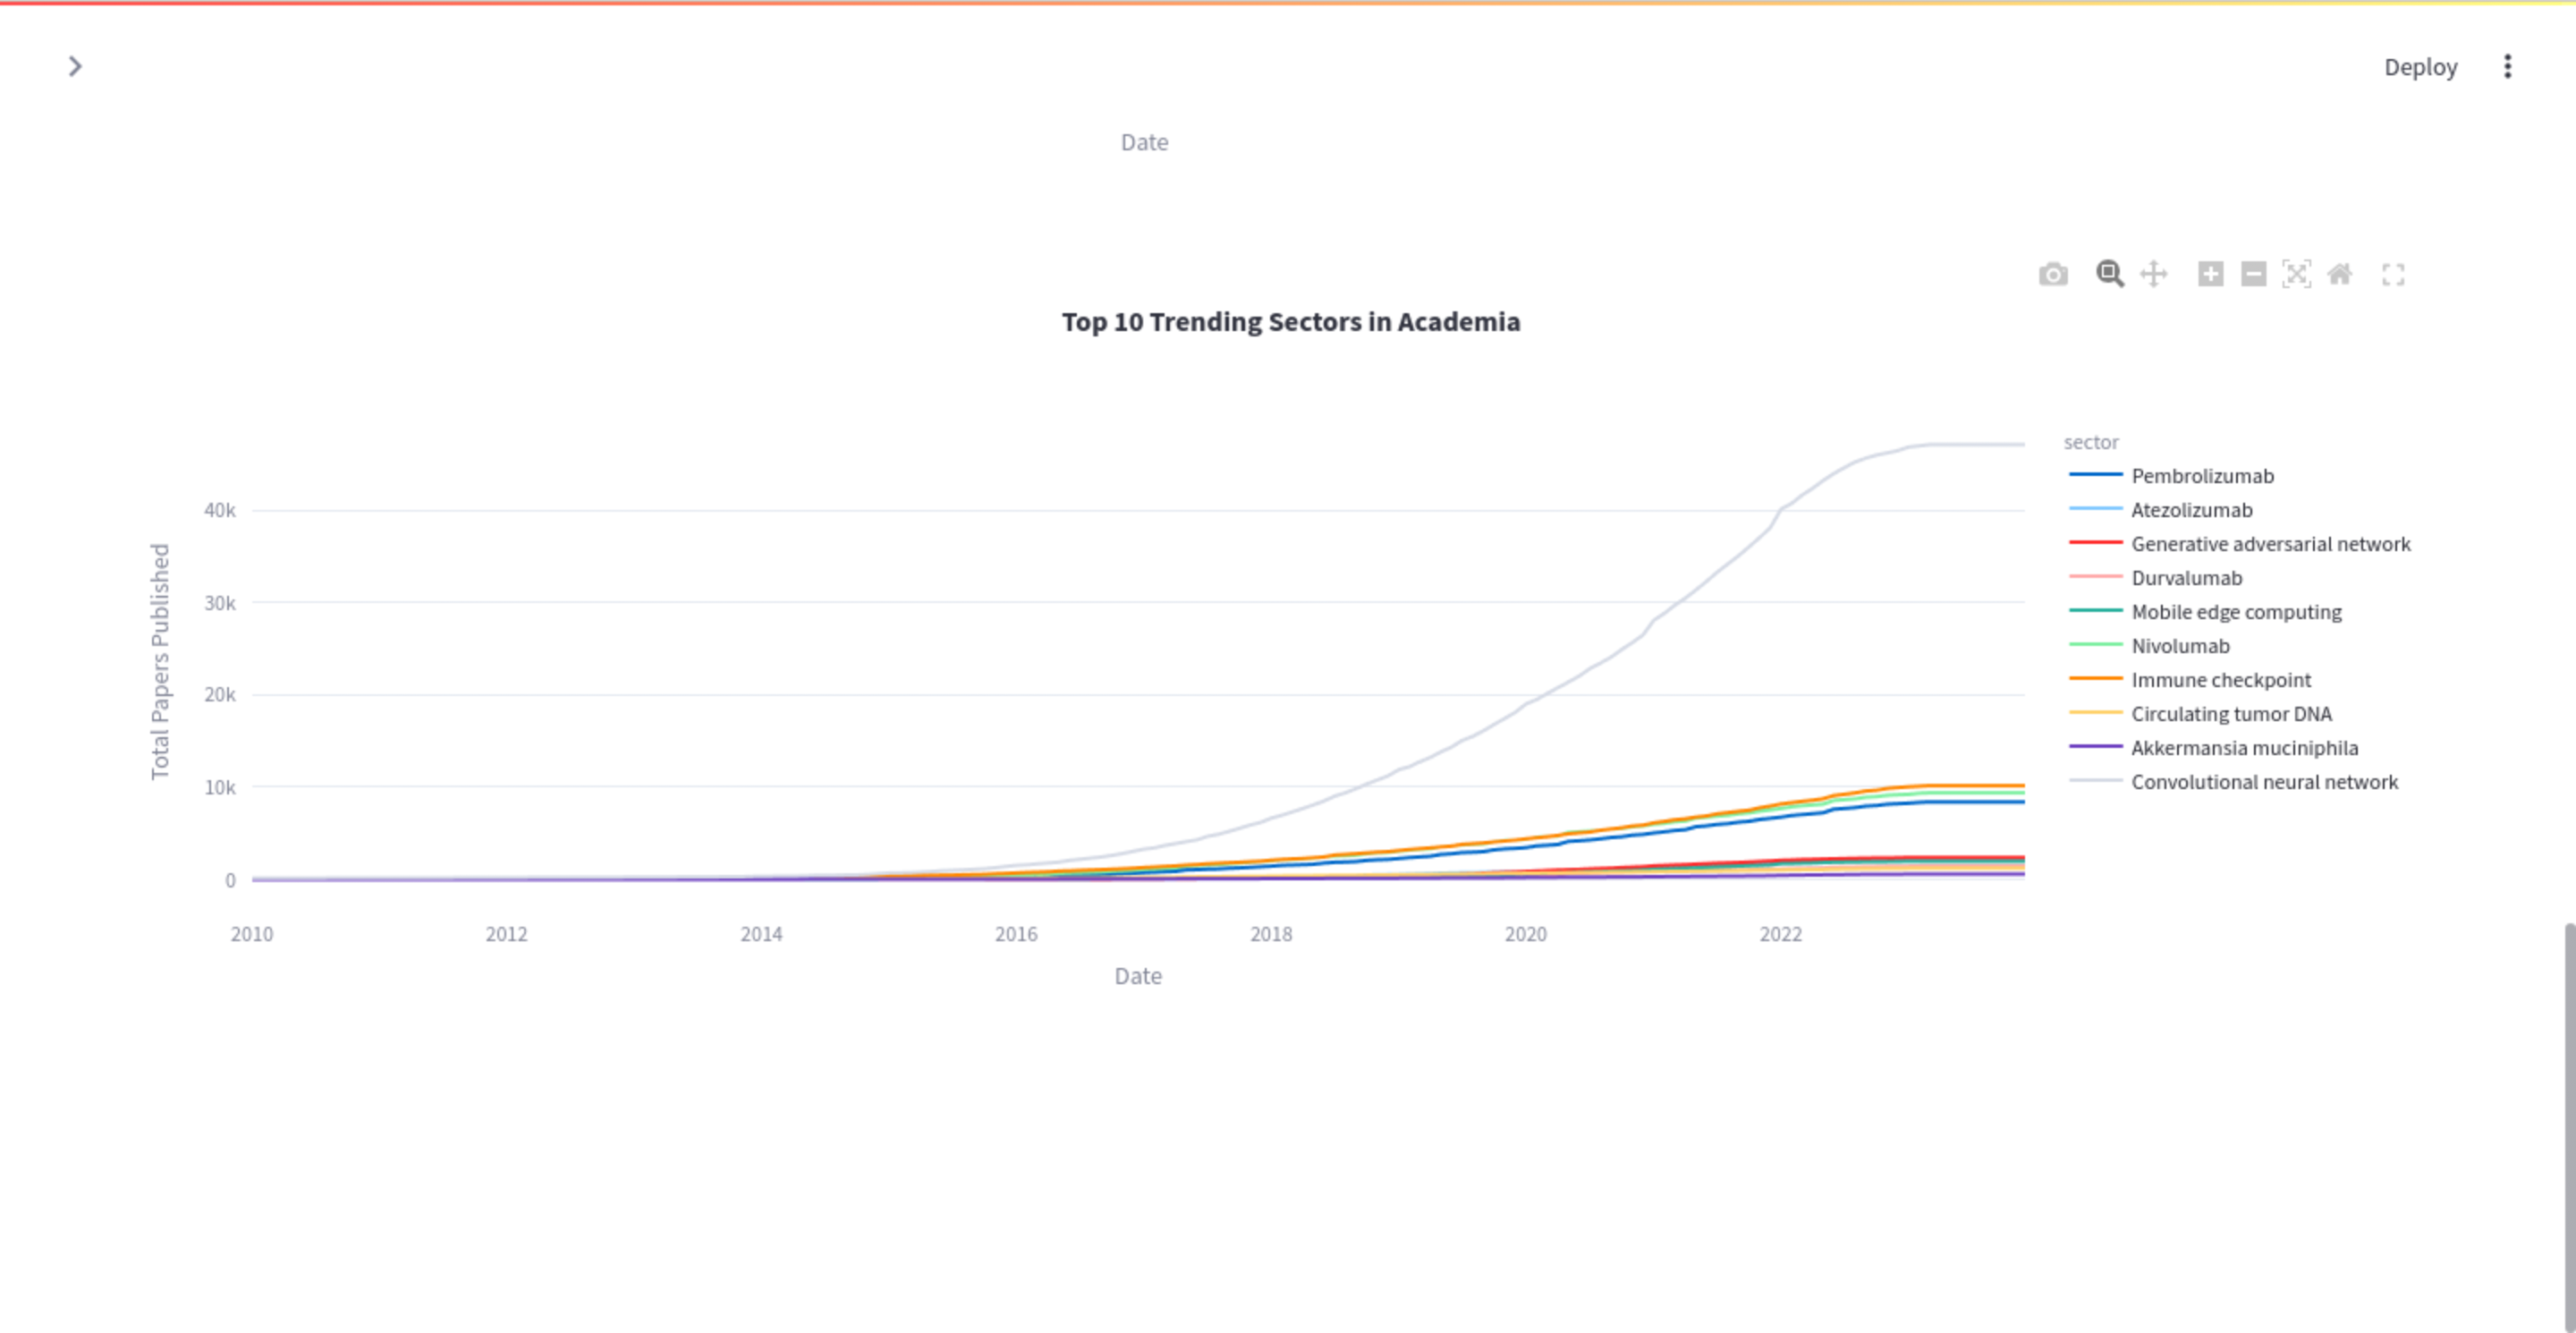 Deploy
Date
Top 10 Trending Sectors in Academia
sector
Pembrolizumab
Atezolizumab
Generative adversarial network
Durvalumab
Mobile edge computing
Nivolumab
Immune checkpoint
Circulating tumor DNA
Akkermansia muciniphila
Convolutional neural network
Total Papers Published
40k
30k
20k
10k
0
2010 2012 2014 2016 2018 2020 2022
Date